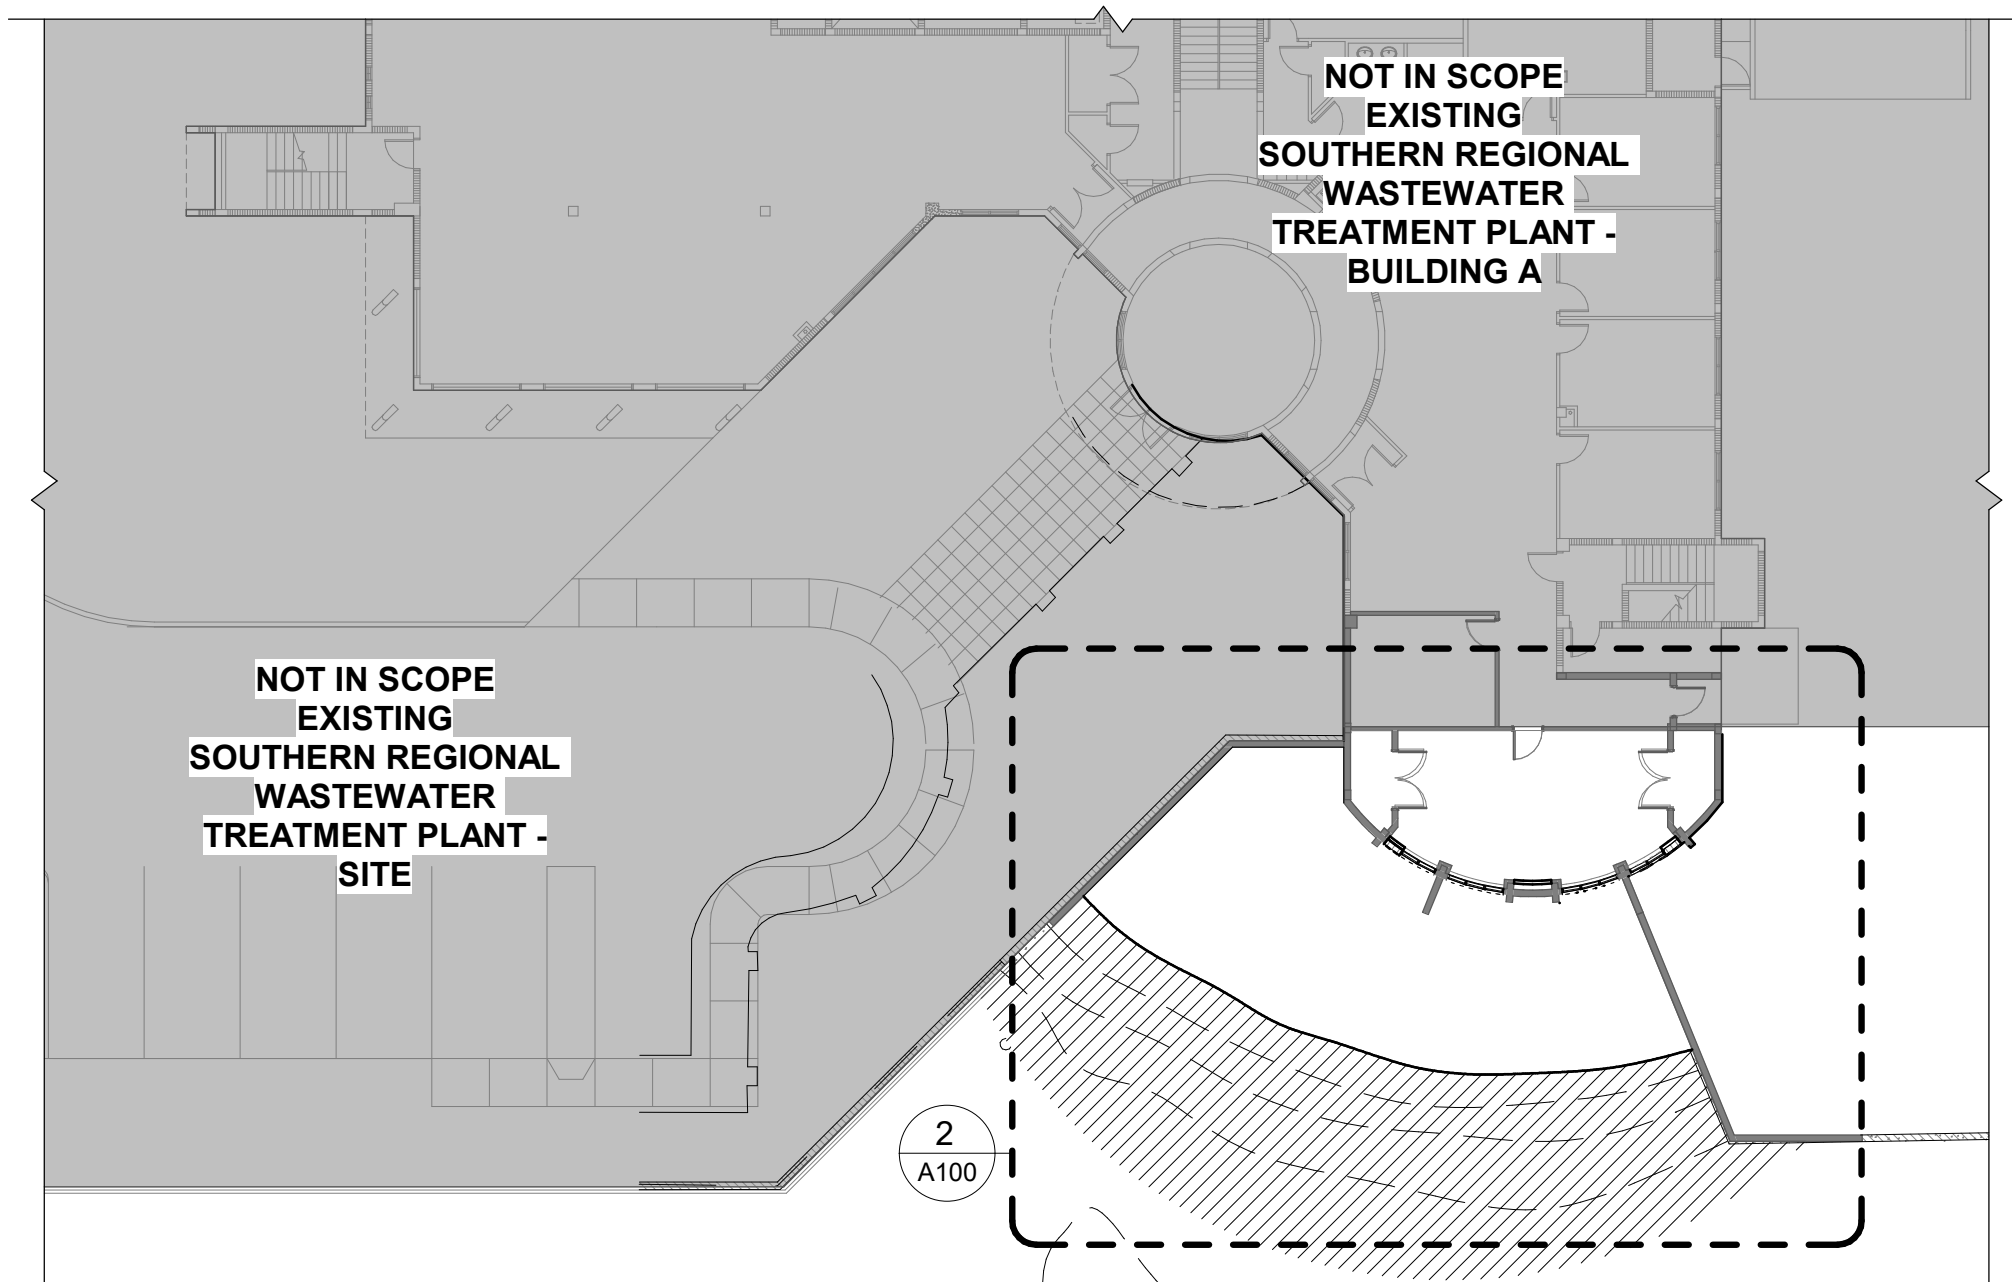 NOT IN SCOPE
EXISTING
SOUTHERN REGIONAL
WASTEWATER
TREATMENT PLANT -
BUILDING A
NOT IN SCOPE
EXISTING
SOUTHERN REGIONAL
WASTEWATER
TREATMENT PLANT -
SITE
2
A100
C